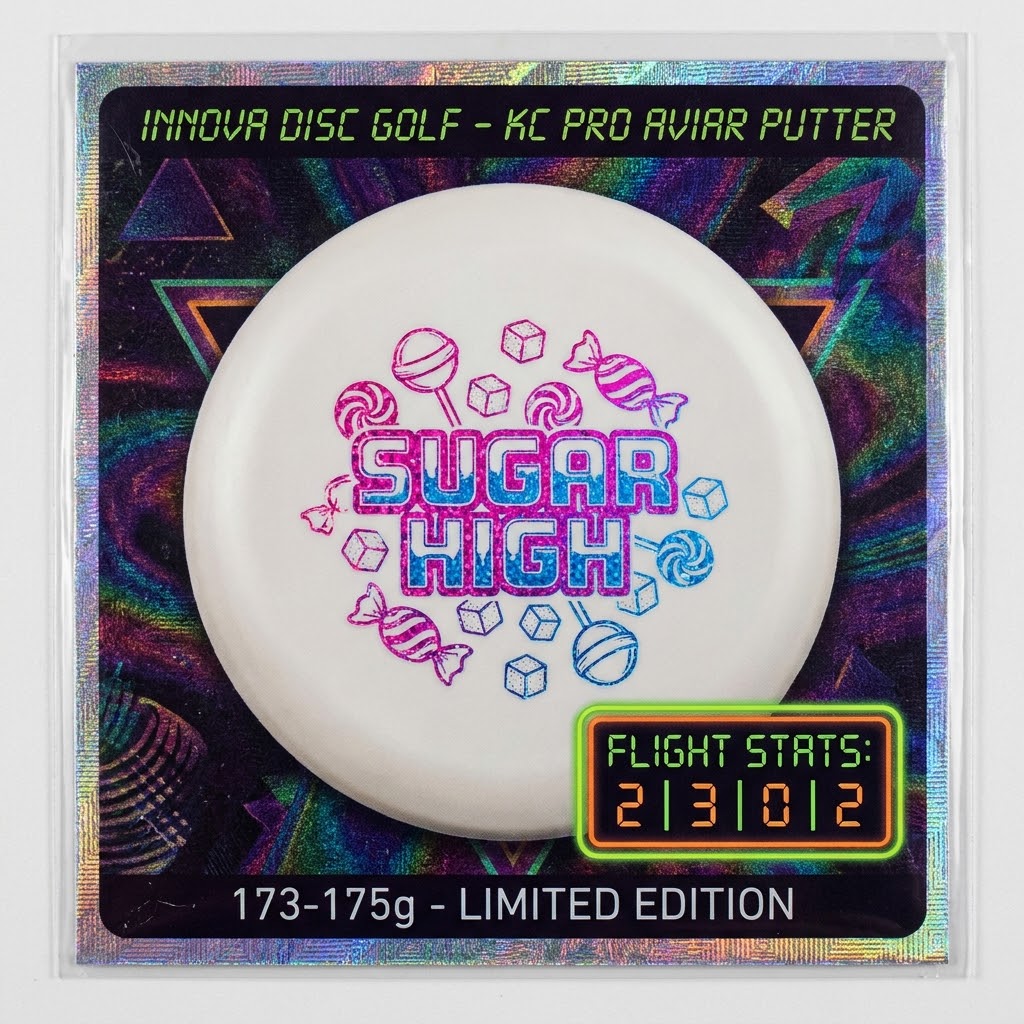 INNOVA DISC GOLF - KC PRO AVIAR PUTTER
SUGAR
HIGH
FLIGHT STATS:
2|3|0|2
173-175g - LIMITED EDITION